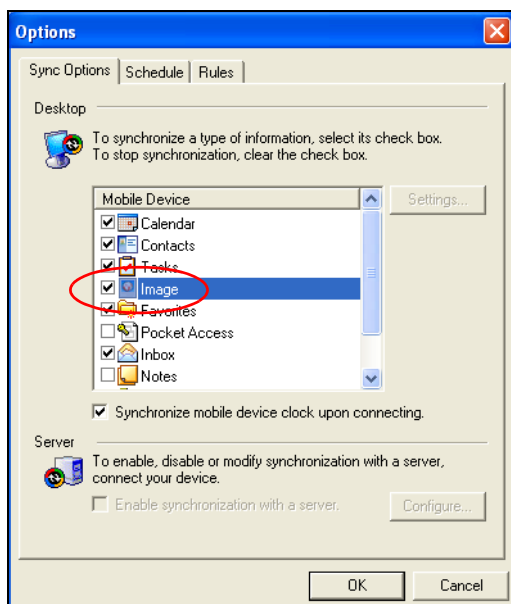 Options
Sync Options Schedule Rules
Desktop
To synchronize a type of information, select its check box.
To stop synchronization, clear the check box.
Mobile Device
Settings...
Calendar
Contacts
Tasks
Image
Favorites
Pocket Access
Inbox
Notes
Synchronize mobile device clock upon connecting.
Server
To enable, disable or modify synchronization with a server,
connect your device.
Enable synchronization with a server.
Configure...
OK Cancel